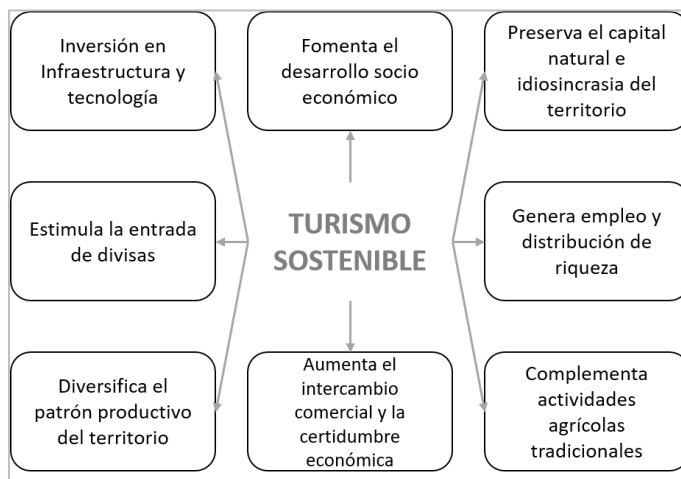 Inversión en
Infraestructura y
tecnología
Fomenta el
desarrollo socio
económico
Preserva el capital
natural e
idiosincrasia del
territorio
Estimula la entrada
de divisas
TURISMO
SOSTENIBLE
Genera empleo y
distribución de
riqueza
Diversifica el
patrón productivo
del territorio
Aumenta el
intercambio
comercial y la
certidumbre
económica
Complementa
actividades
agrícolas
tradicionales